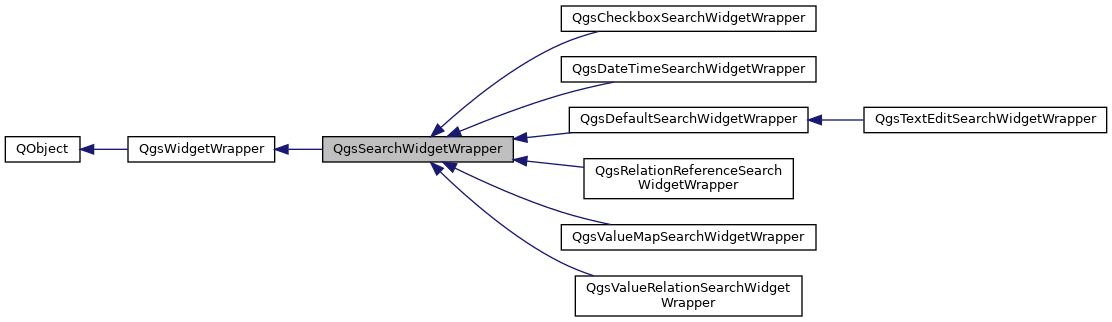 QgsCheckboxSearchWidgetWrapper
QgsDateTimeSearchWidgetWrapper
QgsDefaultSearchWidgetWrapper
QgsTextEditSearchWidgetWrapper
QObject
QgsWidgetWrapper
QgsSearchWidgetWrapper
QgsRelationReferenceSearch
WidgetWrapper
QgsValueMapSearchWidgetWrapper
QgsValueRelationSearchWidget
Wrapper